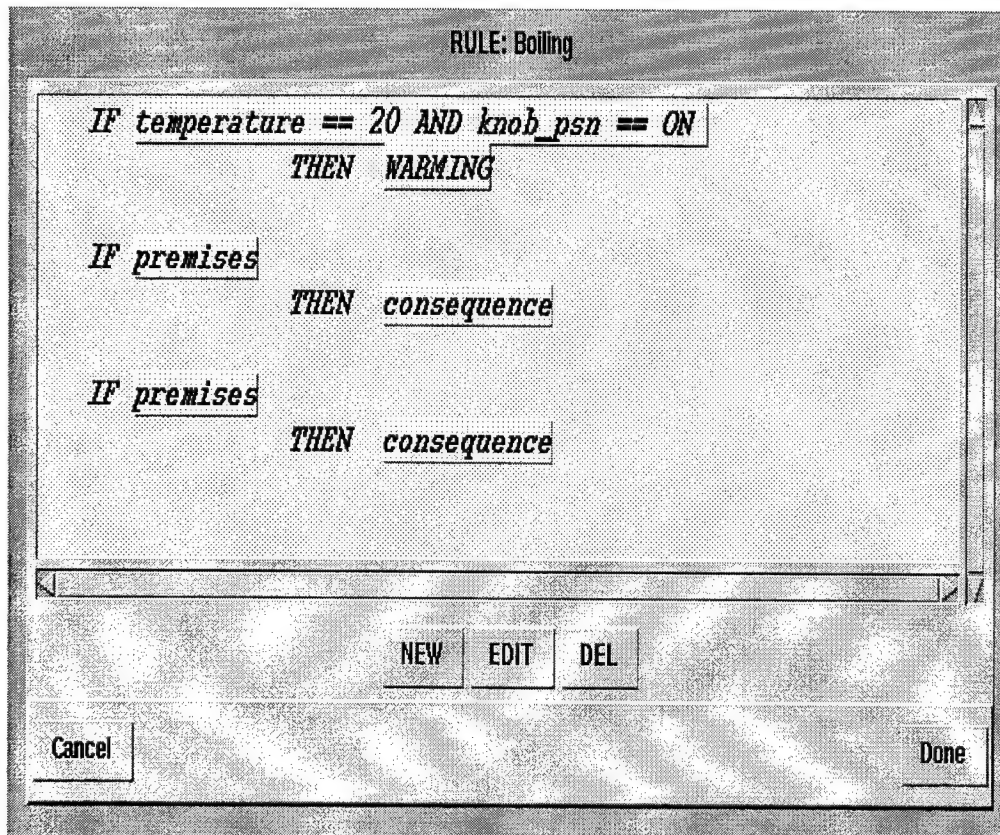 RULE: Boiling
IF temperature == 20 AND knob_psn == ON
THEN WARMING
IF premises
THEN consequence
IF premises
THEN consequence
NEW EDIT DEL
Cancel Done